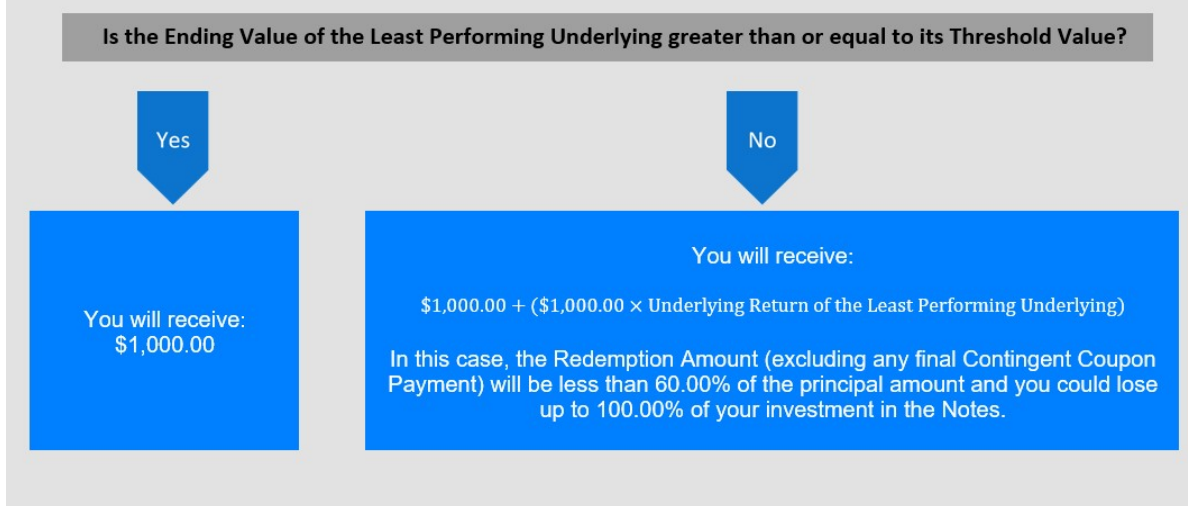 Is the Ending Value of the Least Performing Underlying greater than or equal to its Threshold Value?
Yes
No
You will receive:
$1,000.00
You will receive:
$1,000.00 + ($1,000.00 × Underlying Return of the Least Performing Underlying)
In this case, the Redemption Amount (excluding any final Contingent Coupon
Payment) will be less than 60.00% of the principal amount and you could lose
up to 100.00% of your investment in the Notes.